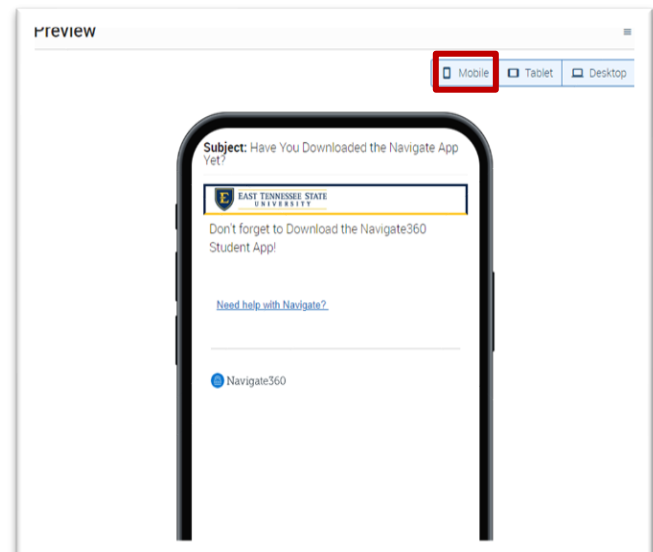 Preview
Mobile Tablet Desktop
Subject: Have You Downloaded the Navigate App
Yet?
E EAST TENNESSEE STATE
UNIVERSITY
Don't forget to Download the Navigate360
Student App!
Need help with Navigate?
Navigate360